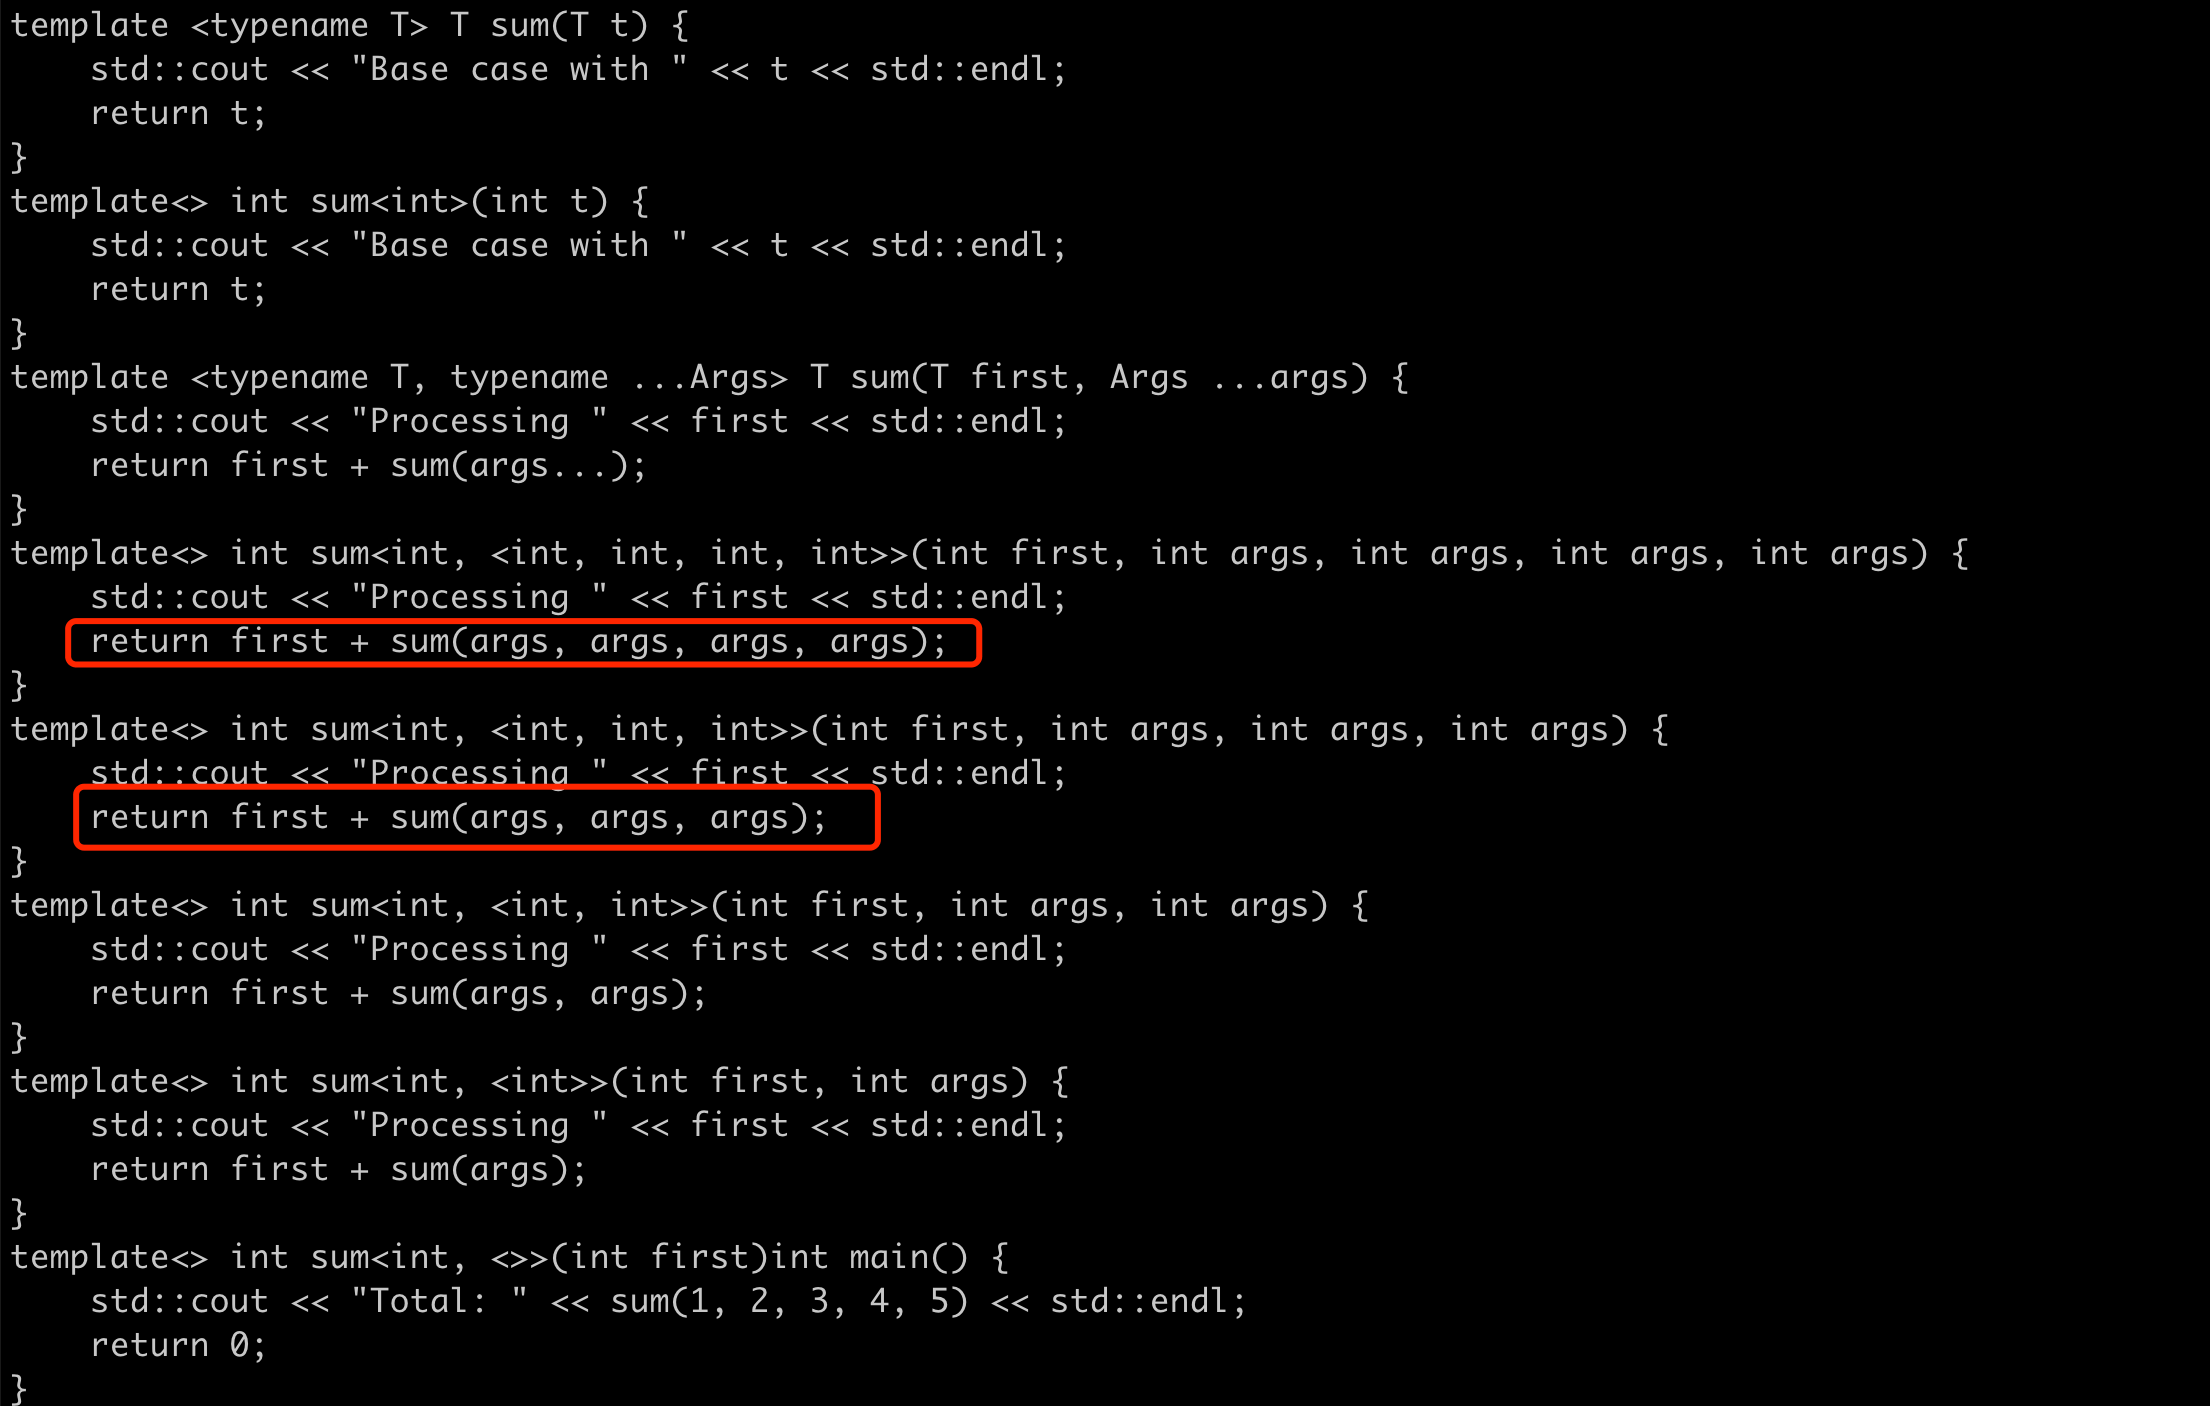 template <typename T> T sum(T t) {
    std::cout << "Base case with " << t << std::endl;
    return t;
}
template<> int sum<int>(int t) {
    std::cout << "Base case with " << t << std::endl;
    return t;
}
template <typename T, typename ...Args> T sum(T first, Args ...args) {
    std::cout << "Processing " << first << std::endl;
    return first + sum(args...);
}
template<> int sum<int, <int, int, int, int>>(int first, int args, int args, int args, int args) {
    std::cout << "Processing " << first << std::endl;
    return first + sum(args, args, args, args);
}
template<> int sum<int, <int, int, int>>(int first, int args, int args, int args) {
    std::cout << "Processing " << first << std::endl;
    return first + sum(args, args, args);
}
template<> int sum<int, <int, int>>(int first, int args, int args) {
    std::cout << "Processing " << first << std::endl;
    return first + sum(args, args);
}
template<> int sum<int, <int>>(int first, int args) {
    std::cout << "Processing " << first << std::endl;
    return first + sum(args);
}
template<> int sum<int, <>>(int first)int main() {
    std::cout << "Total: " << sum(1, 2, 3, 4, 5) << std::endl;
    return 0;
}